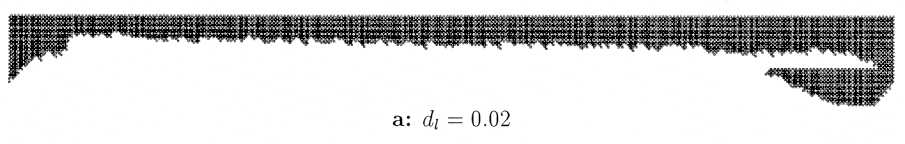 a: d_l = 0.02